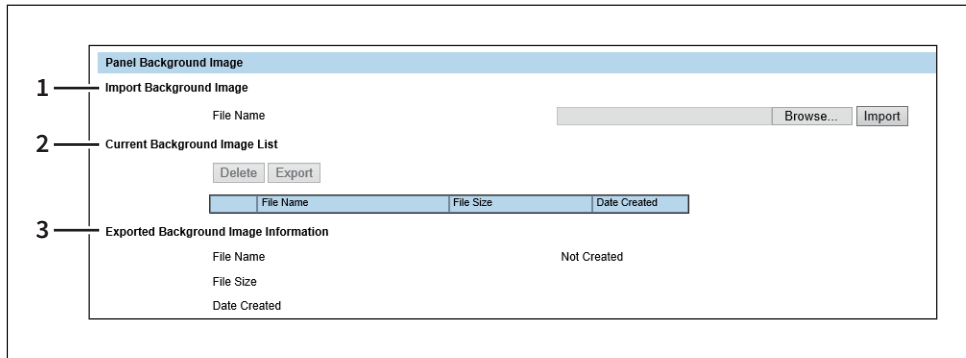 Panel Background Image
1 Import Background Image
File Name Browse... Import
2 Current Background Image List
Delete Export
File Name File Size Date Created
3 Exported Background Image Information
File Name Not Created
File Size
Date Created